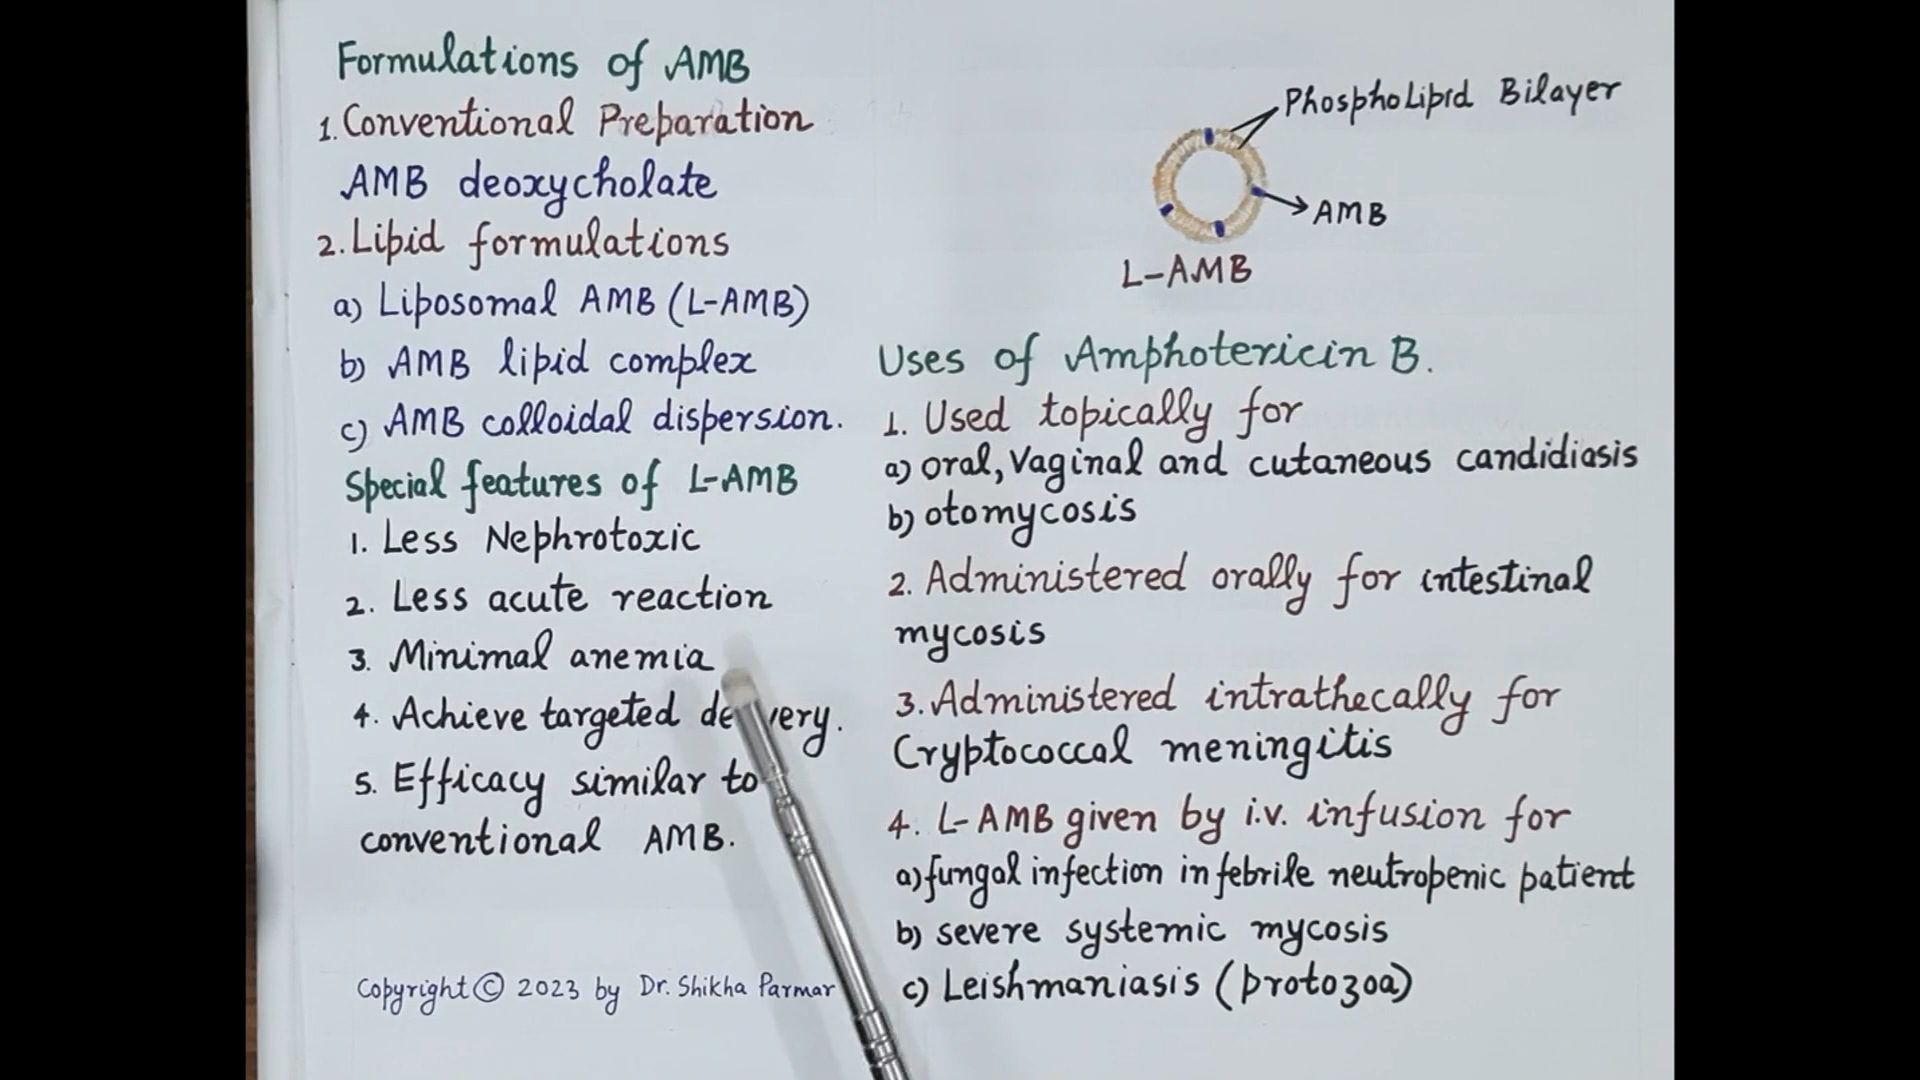 Formulations of AMB
1. Conventional Preparation
AMB deoxycholate
2. Lipid formulations
a) Liposomal AMB (L-AMB)
b) AMB lipid complex
c) AMB colloidal dispersion.
Special features of L-AMB
1. Less Nephrotoxic
2. Less acute reaction
3. Minimal anemia
4. Achieve targeted
5. Efficacy similar to
conventional AMB.
Copyright © 2023 by Dr. Shikha Parmar
Phospholipid Bilayer
AMB
L-AMB
Uses of Amphotericin B.
1. Used topically for
a) oral, Vaginal and cutaneous candidiasis
b) otomycosis
2. Administered orally for intestinal
mycosis
3. Administered intrathecally for
Cryptococcal meningitis
4. L-AMB given by i.v. infusion for
a) fungal infection in febrile neutropenic patient
b) severe systemic mycosis
c) Leishmaniasis (protozoa)